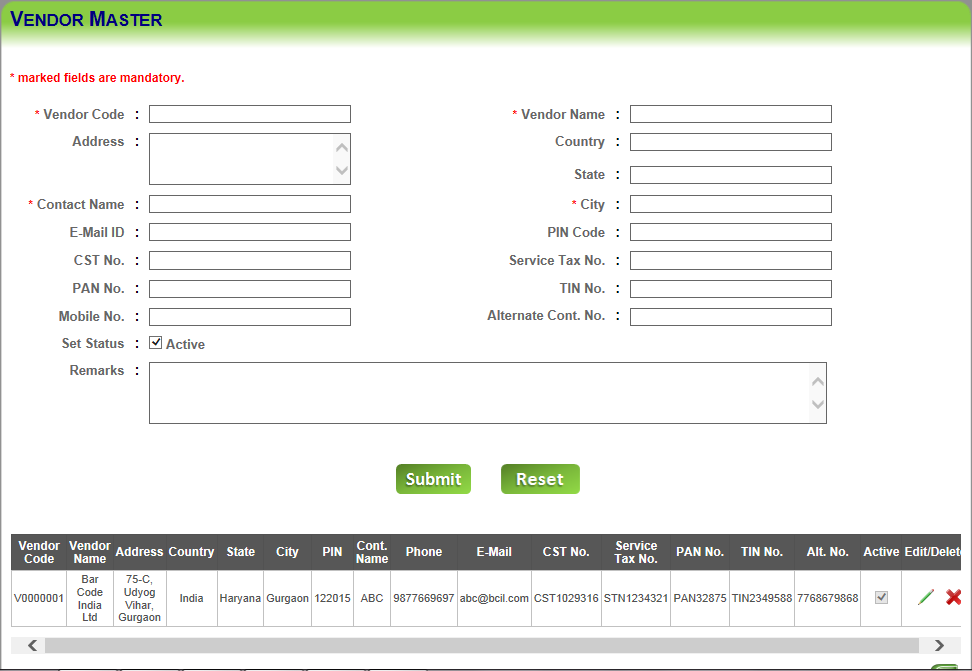 VENDOR MASTER
* marked fields are mandatory.
* Vendor Code : * Vendor Name :
Address : Country :
State :
* Contact Name : * City :
E-Mail ID : PIN Code :
CST No. : Service Tax No. :
PAN No. : TIN No. :
Mobile No. : Alternate Cont. No. :
Set Status : Active
Remarks :
Submit Reset
Vendor Code Vendor Name Address Country State City PIN Cont. Name Phone E-Mail CST No. Service Tax No. PAN No. TIN No. Alt. No. Active Edit/Delete
V0000001 Bar Code India Ltd 75-C, Udyog Vihar, Gurgaon India Haryana Gurgaon 122015 ABC 9877669697 abc@bcil.com CST1029316 STN1234321 PAN32875 TIN2349588 7768679868